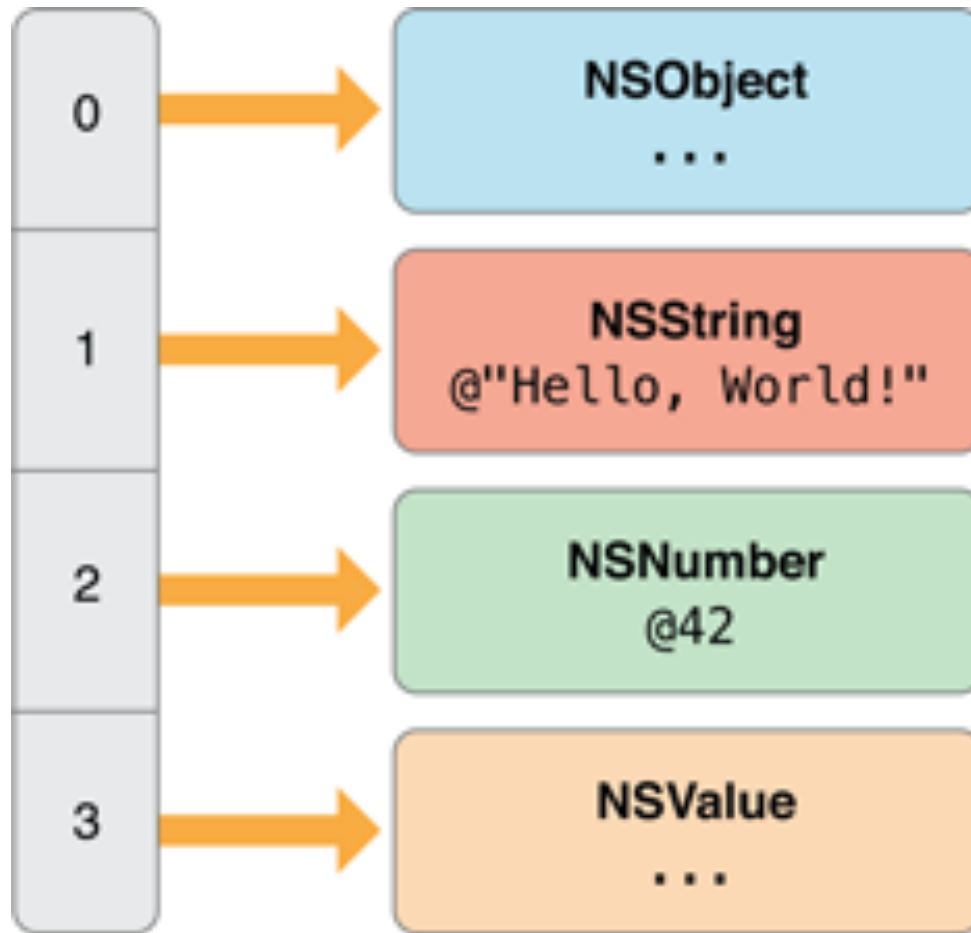 0
NSObject
...
1
NSString
@"Hello, World!"
2
NSNumber
@42
3
NSValue
...